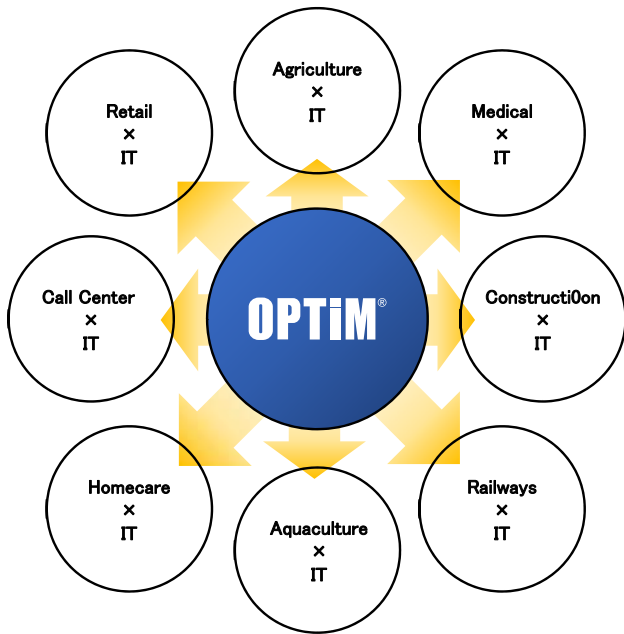 Agriculture
×
IT
Retail
×
IT
Medical
×
IT
Call Center
×
IT
OPTiM®
Constructi0on
×
IT
Homecare
×
IT
Railways
×
IT
Aquaculture
×
IT